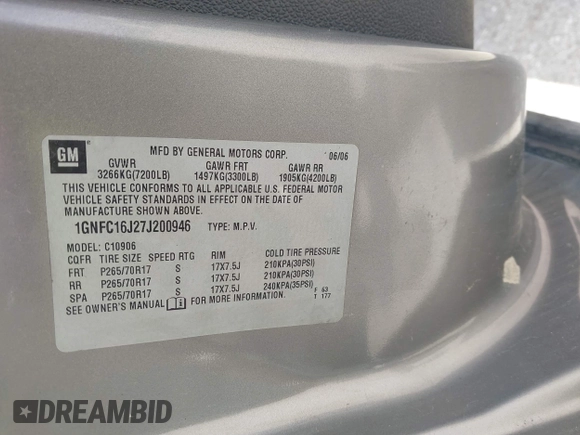 GM
MFD BY GENERAL MOTORS CORP. 06/06
GVWR GAWR FRT GAWR RR
3266KG(7200LB) 1497KG(3300LB) 1905KG(4200LB)
THIS VEHICLE CONFORMS TO ALL APPLICABLE U.S. FEDERAL MOTOR
VEHICLE SAFETY STANDARDS IN EFFECT ON THE DATE OF
MANUFACTURE SHOWN ABOVE.
1GNFC16J27J200946 TYPE: M.P.V.
MODEL: C10906
CQFR TIRE SIZE SPEED RTG RIM COLD TIRE PRESSURE
FRT P265/70R17 S 17X7.5J 210KPA(30PSI)
RR P265/70R17 S 17X7.5J 210KPA(30PSI)
SPA P265/70R17 S 17X7.5J 240KPA(35PSI)
SEE OWNER'S MANUAL FOR MORE INFORMATION.
F 63
T 177
DREAMBID